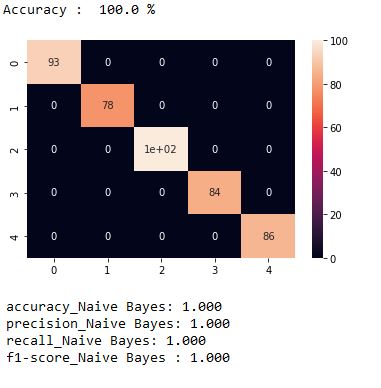 Accuracy : 100.0 %
100
0 93 0 0 0 0
80
1 0 78 0 0 0
60
2 0 0 1e+02 0 0
40
3 0 0 0 84 0
20
4 0 0 0 0 86
0
0 1 2 3 4
accuracy_Naive Bayes: 1.000
precision_Naive Bayes: 1.000
recall_Naive Bayes: 1.000
f1-score_Naive Bayes : 1.000